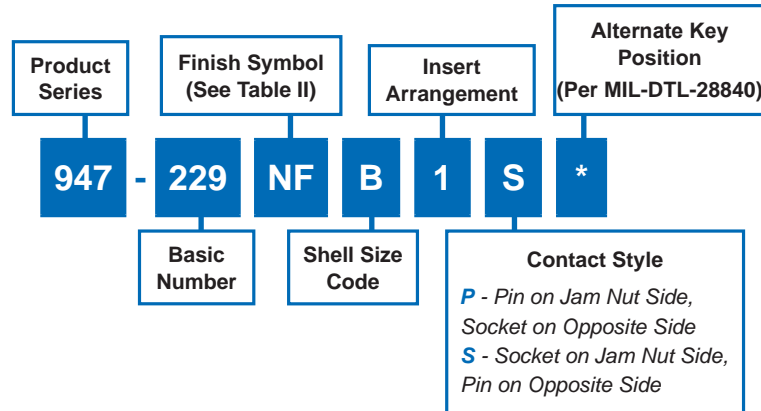 Product
Series
Finish Symbol
(See Table II)
Insert
Arrangement
Alternate Key
Position
(Per MIL-DTL-28840)
947 - 229 NF B 1 S *
Basic
Number
Shell Size
Code
Contact Style
P - Pin on Jam Nut Side,
Socket on Opposite Side
S - Socket on Jam Nut Side,
Pin on Opposite Side